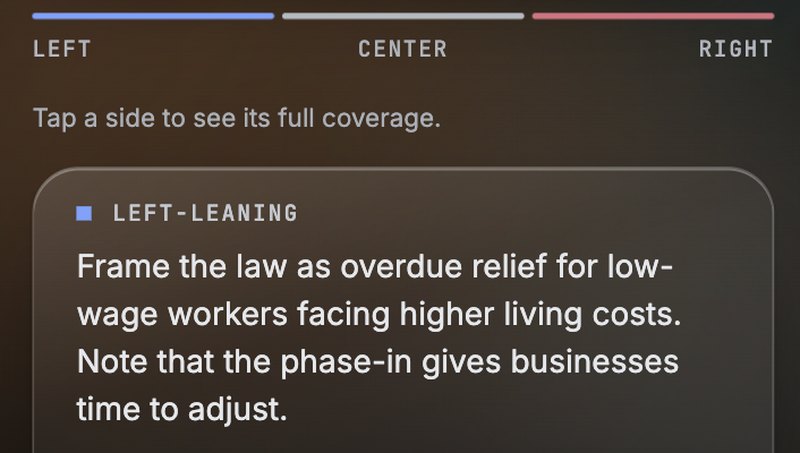 LEFT CENTER RIGHT
Tap a side to see its full coverage.
LEFT-LEANING
Frame the law as overdue relief for low-
wage workers facing higher living costs.
Note that the phase-in gives businesses
time to adjust.